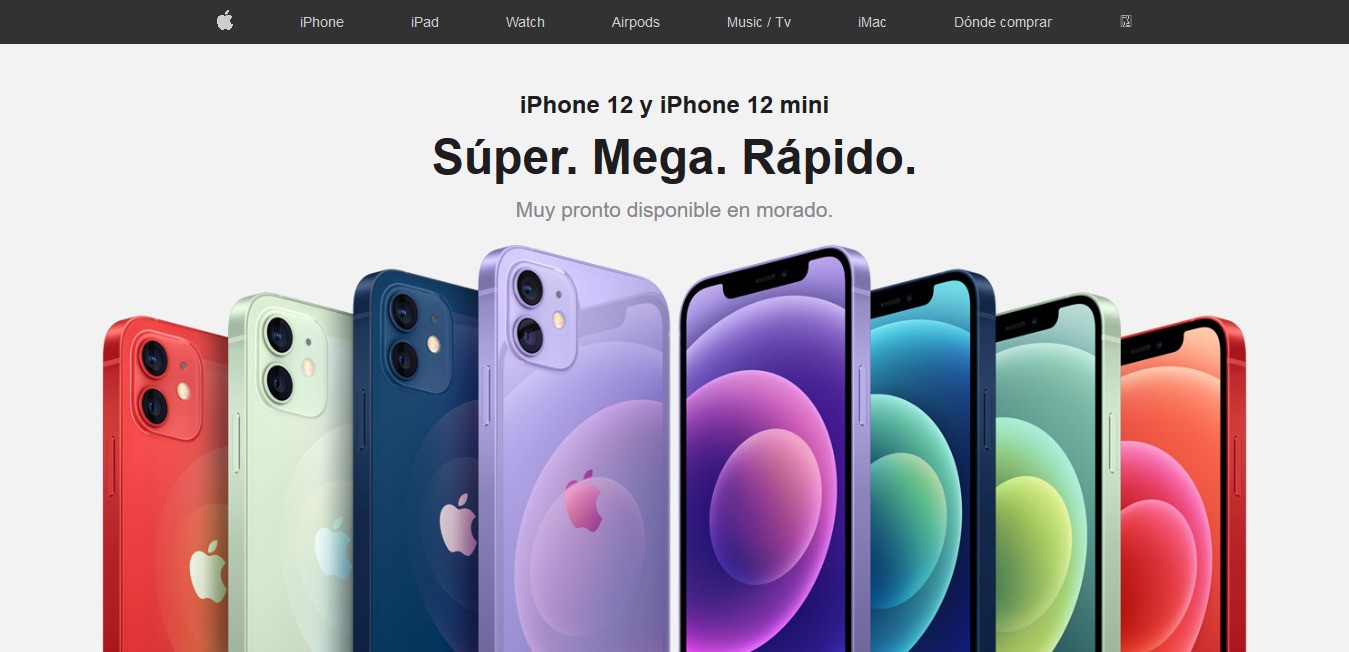 iPhone iPad Watch Airpods Music / Tv iMac Dónde comprar
iPhone 12 y iPhone 12 mini
Súper. Mega. Rápido.
Muy pronto disponible en morado.